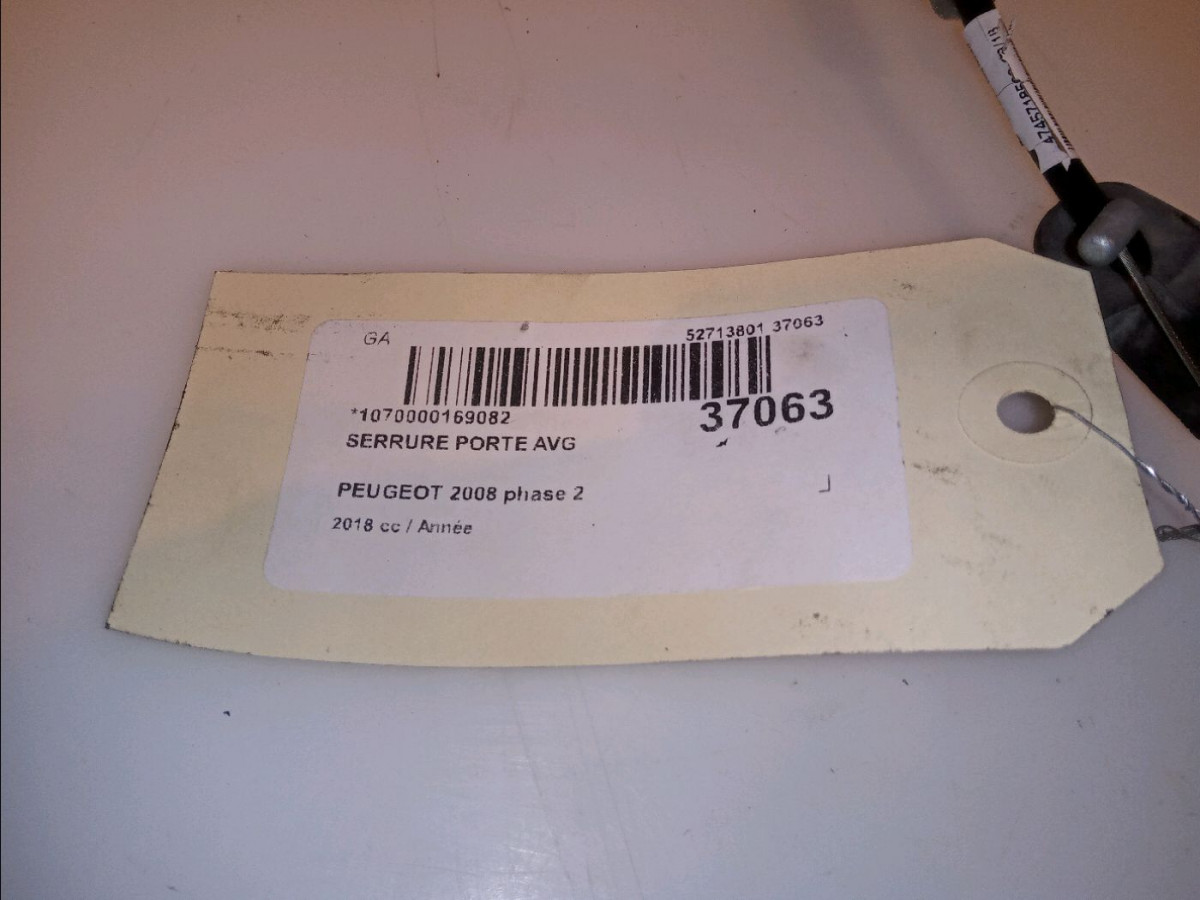 GA
52713801 37063
*1070000169082
37063
SERRURE PORTE AVG
PEUGEOT 2008 phase 2
2018 cc / Année